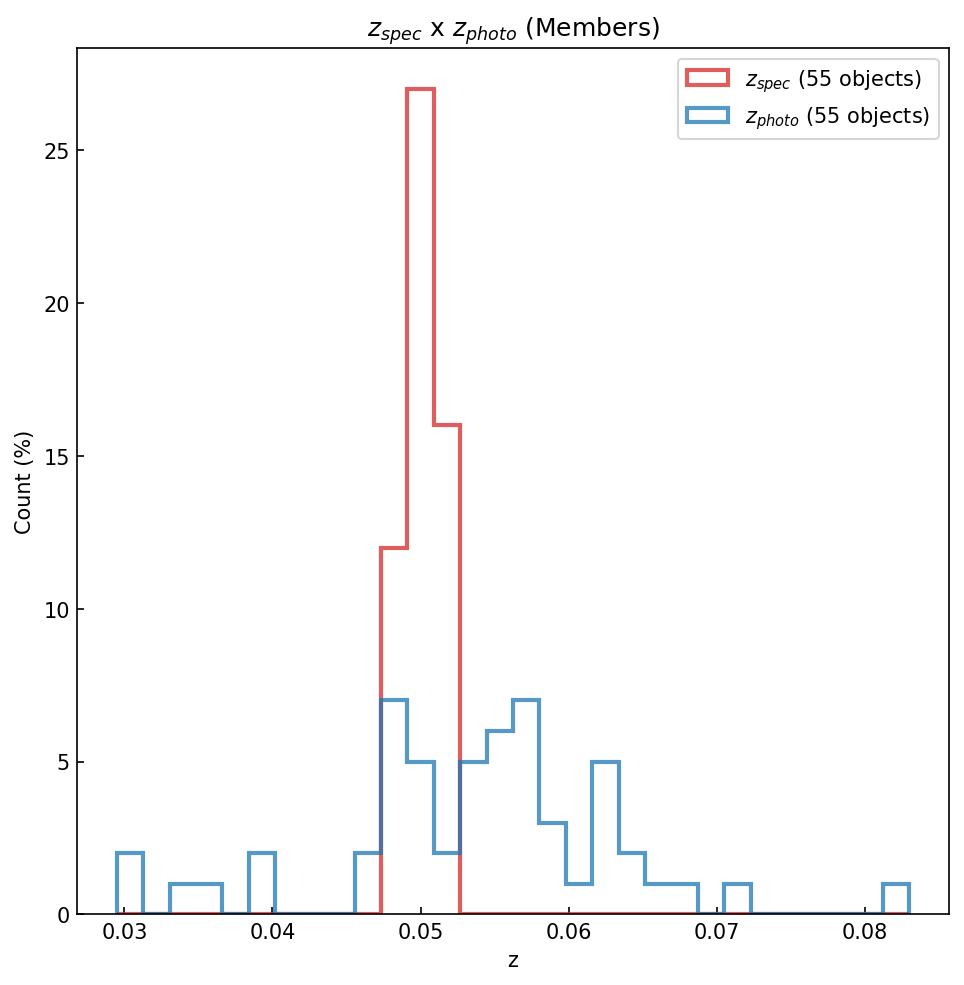 z_spec x z_photo (Members)
z_spec (55 objects)
z_photo (55 objects)
Count (%)
25
20
15
10
5
0
0.03 0.04 0.05 0.06 0.07 0.08
z